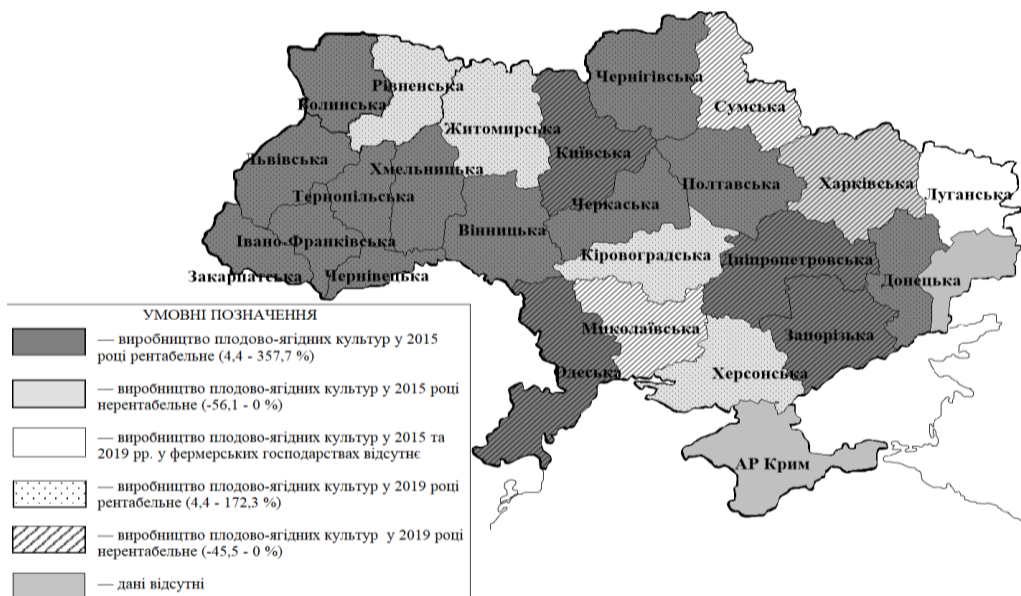 Чернігівська
Рівненська
Волинська
Сумська
Житомирська
Київська
Львівська
Хмельницька
Полтавська
Харківська
Луганська
Тернопільська
Черкаська
Вінницька
Івано-Франківська
Кіровоградська
Дніпропетровська
Закарпатська
Чернівецька
Донецька
Миколаївська
Запорізька
Одеська
Херсонська
АР Крим
УМОВНІ ПОЗНАЧЕННЯ
— виробництво плодово-ягідних культур у 2015
році рентабельне (4,4 - 357,7 %)
— виробництво плодово-ягідних культур у 2015 році
нерентабельне (-56,1 - 0 %)
— виробництво плодово-ягідних культур у 2015 та
2019 рр. у фермерських господарствах відсутнє
— виробництво плодово-ягідних культур у 2019 році
рентабельне (4,4 - 172,3 %)
— виробництво плодово-ягідних культур у 2019 році
нерентабельне (-45,5 - 0 %)
— дані відсутні